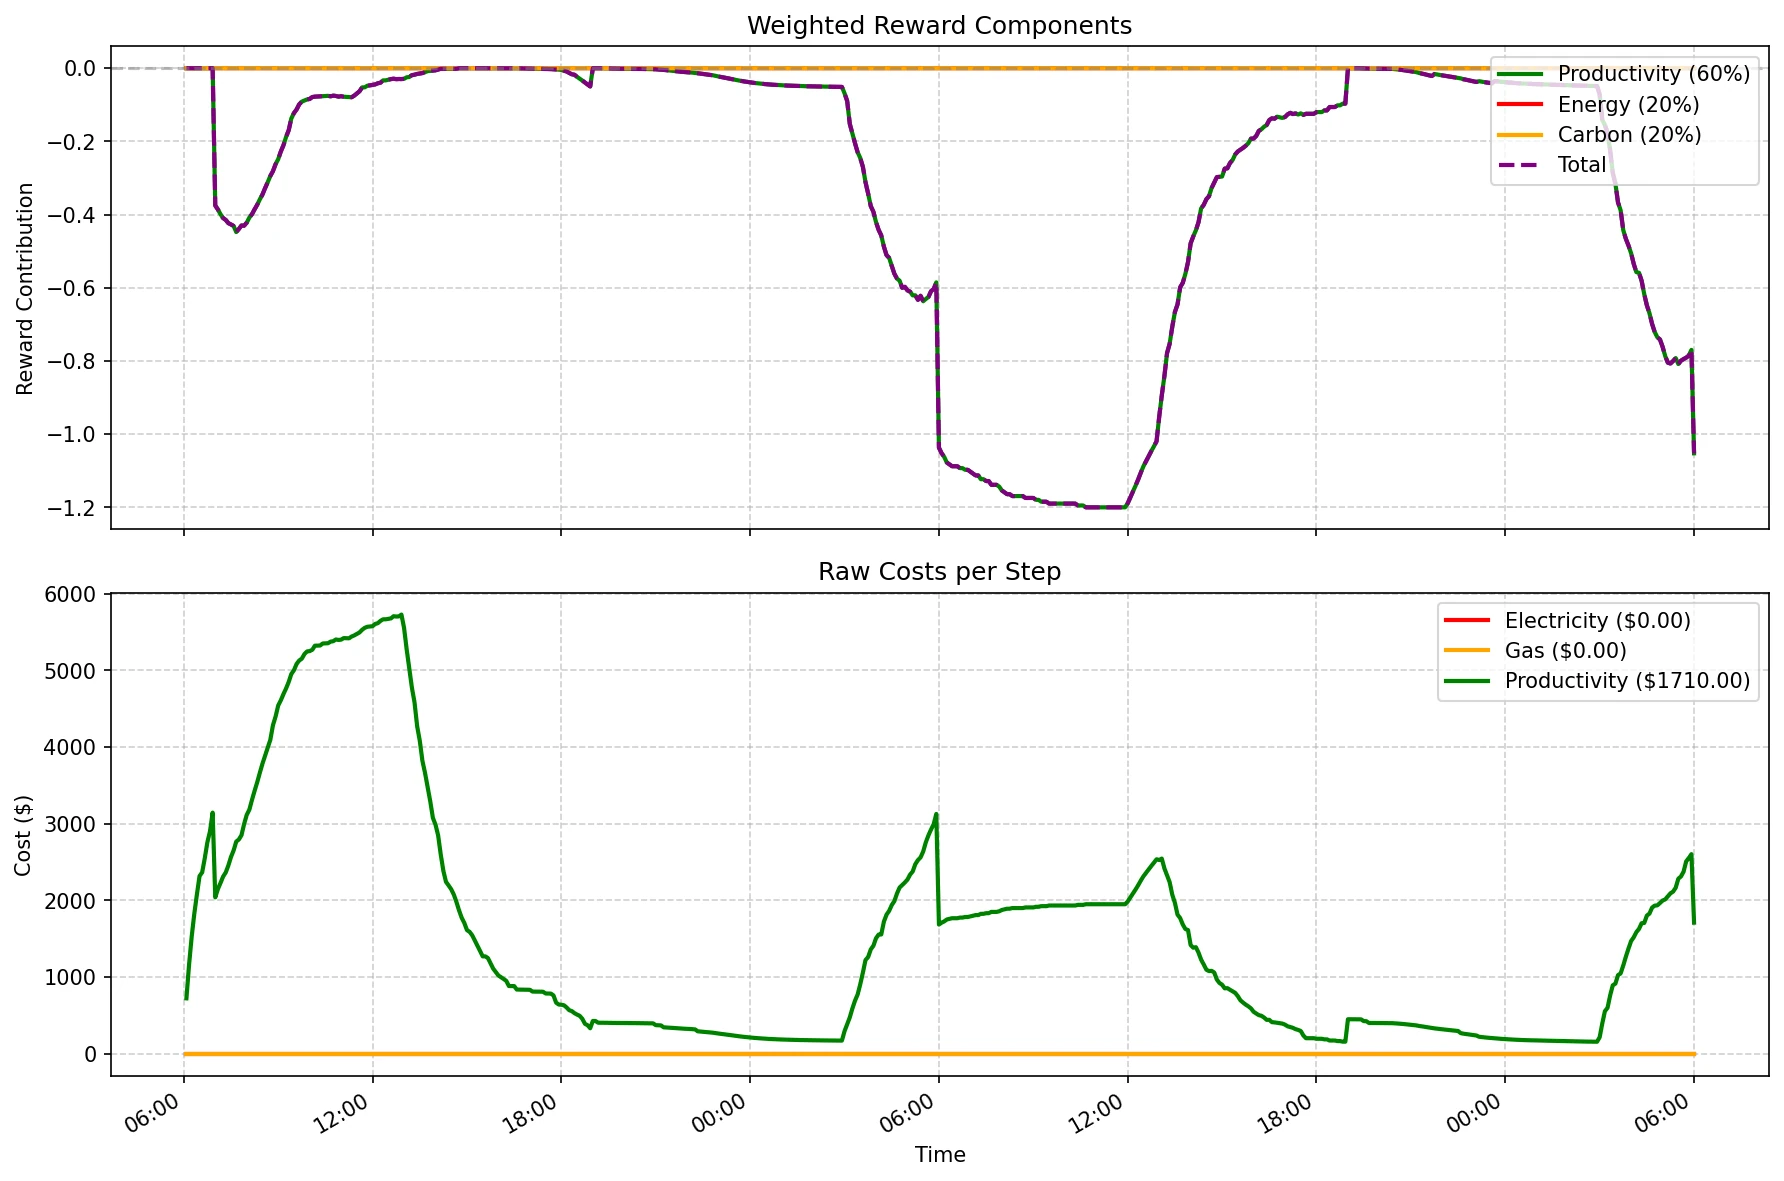 Weighted Reward Components
Reward Contribution
0.0
−0.2
−0.4
−0.6
−0.8
−1.0
−1.2
Productivity (60%)
Energy (20%)
Carbon (20%)
Total
Raw Costs per Step
Cost ($)
6000
5000
4000
3000
2000
1000
0
Electricity ($0.00)
Gas ($0.00)
Productivity ($1710.00)
06:00
12:00
18:00
00:00
06:00
12:00
18:00
00:00
06:00
Time